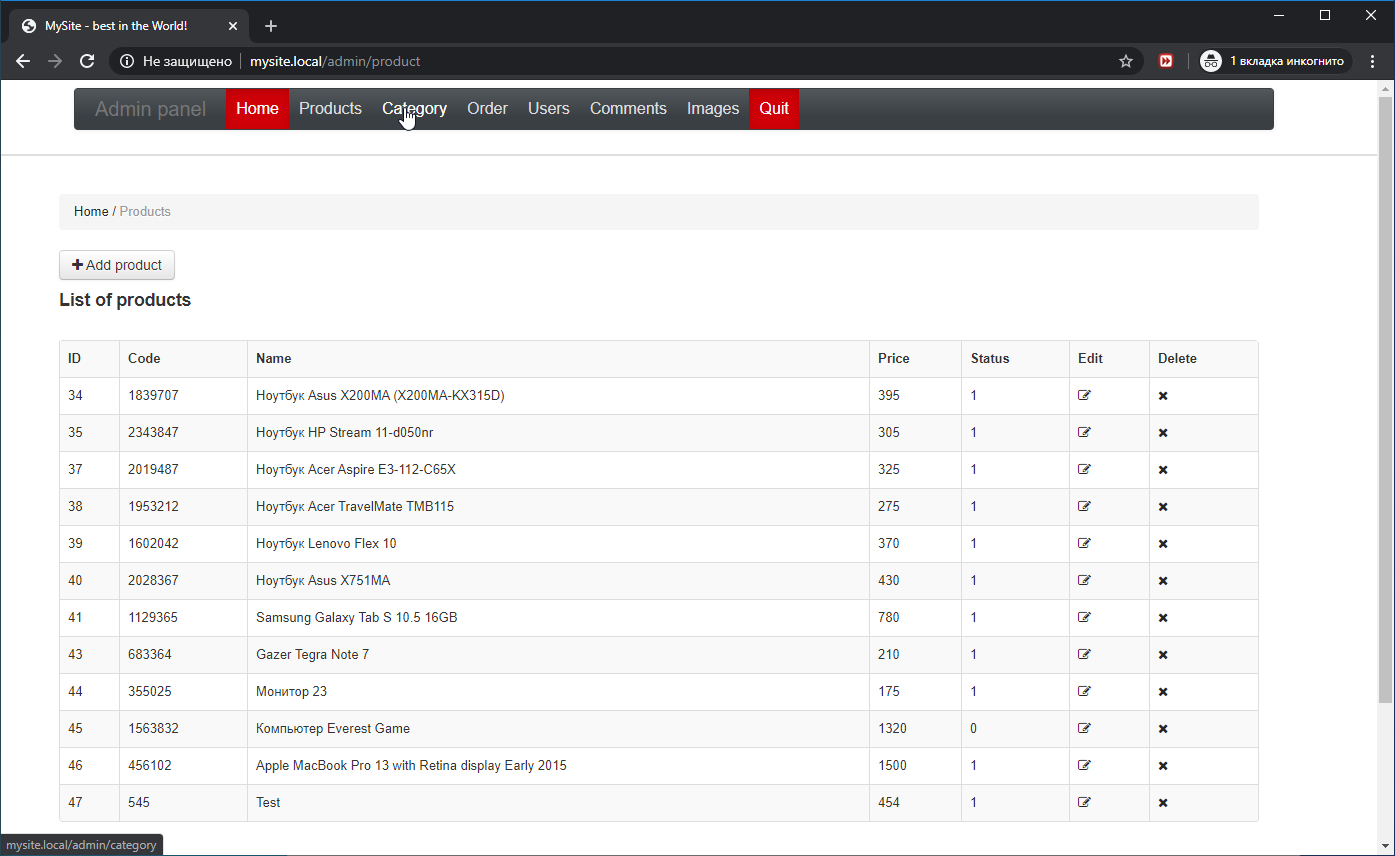 MySite - best in the World!
Не защищено mysite.local/admin/product 1 вкладка инкогнито
Admin panel Home Products Category Order Users Comments Images Quit
Home / Products
Add product
List of products
ID Code Name Price Status Edit Delete
34 1839707 Ноутбук Asus X200MA (X200MA-KX315D) 395 1
35 2343847 Ноутбук HP Stream 11-d050nr 305 1
37 2019487 Ноутбук Acer Aspire E3-112-C65X 325 1
38 1953212 Ноутбук Acer TravelMate TMB115 275 1
39 1602042 Ноутбук Lenovo Flex 10 370 1
40 2028367 Ноутбук Asus X751MA 430 1
41 1129365 Samsung Galaxy Tab S 10.5 16GB 780 1
43 683364 Gazer Tegra Note 7 210 1
44 355025 Монитор 23 175 1
45 1563832 Компьютер Everest Game 1320 0
46 456102 Apple MacBook Pro 13 with Retina display Early 2015 1500 1
47 545 Test 454 1
mysite.local/admin/category